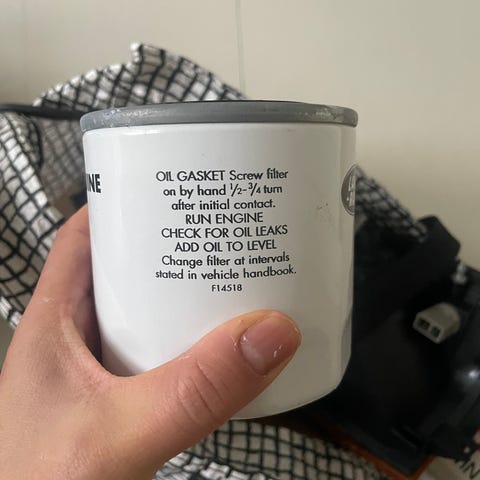 OIL GASKET Screw filter
on by hand 1/2-3/4 turn
after initial contact.
RUN ENGINE
CHECK FOR OIL LEAKS
ADD OIL TO LEVEL
Change filter at intervals
stated in vehicle handbook.
F14518